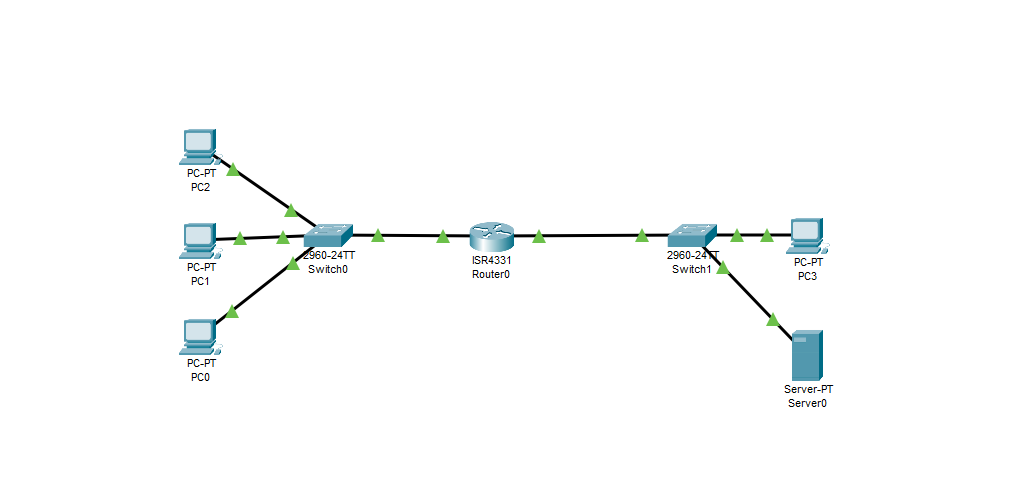 PC-PT
PC2
PC-PT
PC1
PC-PT
PC0
2960-24TT
Switch0
ISR4331
Router0
2960-24TT
Switch1
PC-PT
PC3
Server-PT
Server0